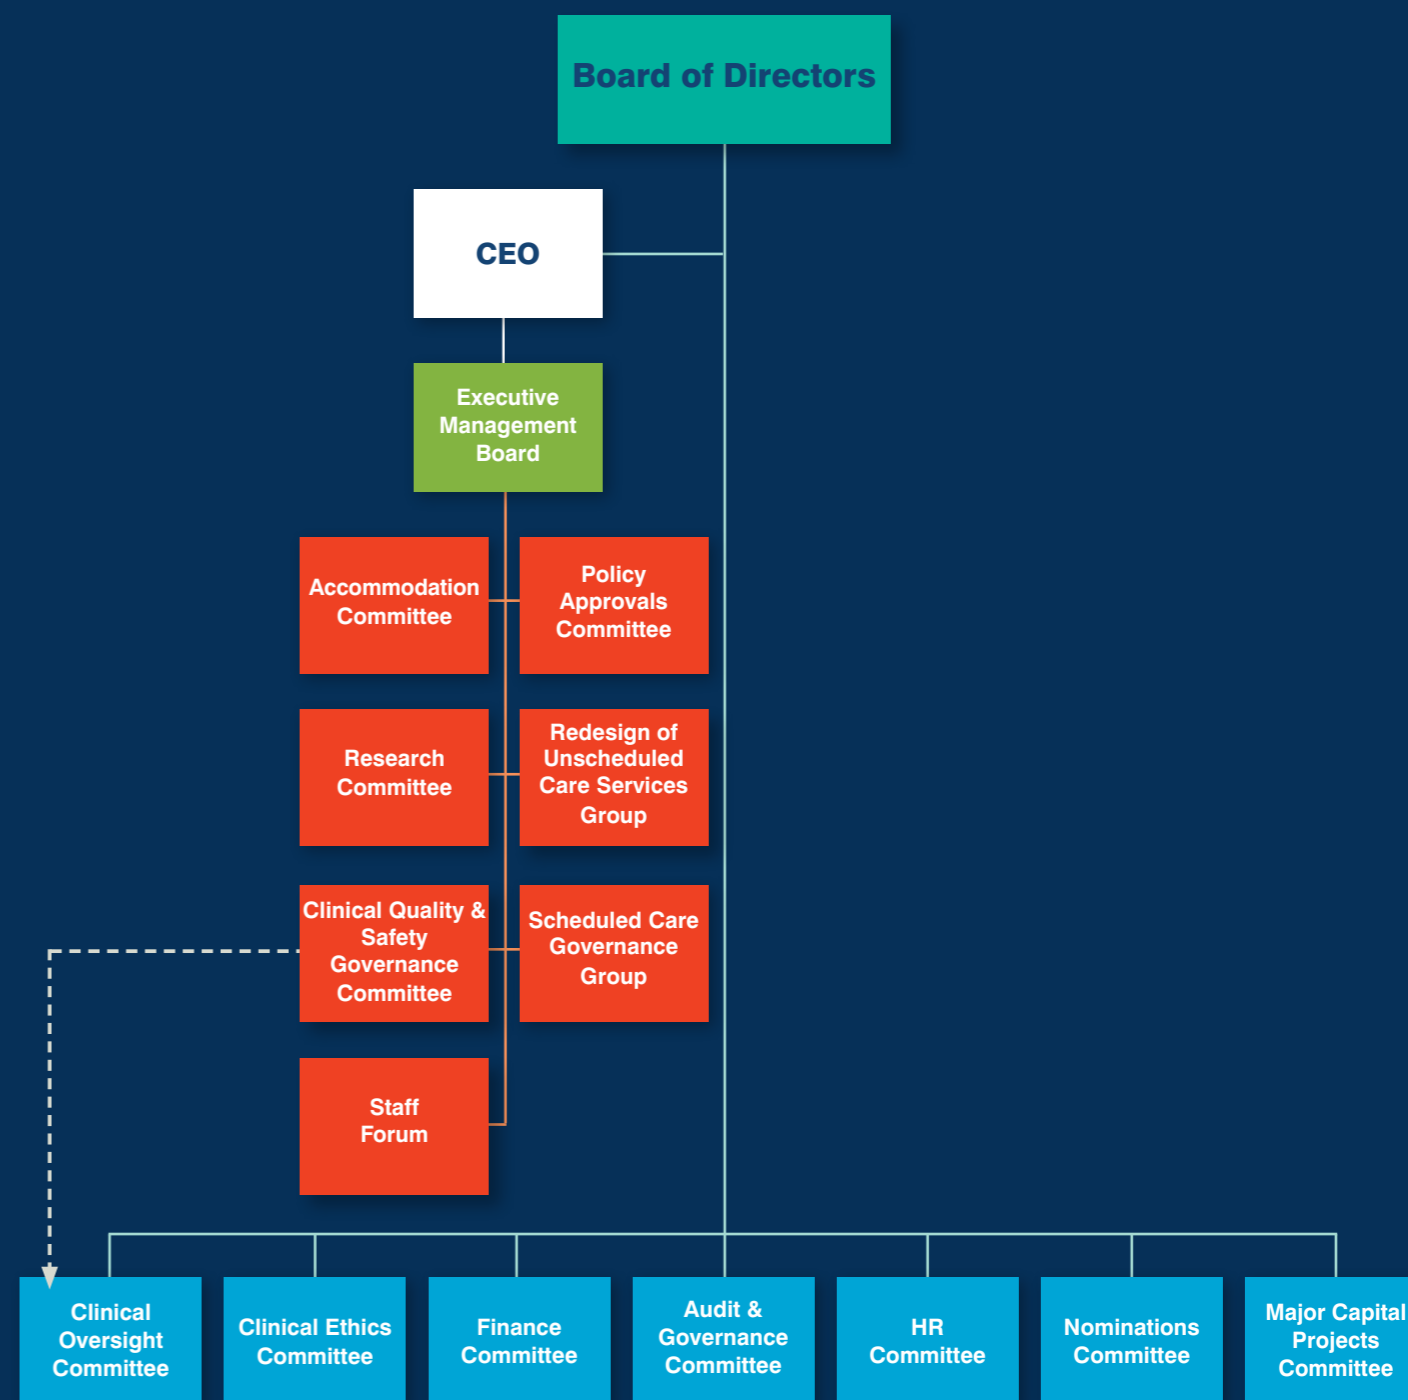 Board of Directors
CEO
Executive
Management
Board
Accommodation
Committee
Policy
Approvals
Committee
Research
Committee
Redesign of
Unscheduled
Care Services
Group
Clinical Quality &
Safety
Governance
Committee
Scheduled Care
Governance
Group
Staff
Forum
Clinical
Oversight
Committee
Clinical Ethics
Committee
Finance
Committee
Audit &
Governance
Committee
HR
Committee
Nominations
Committee
Major Capital
Projects
Committee